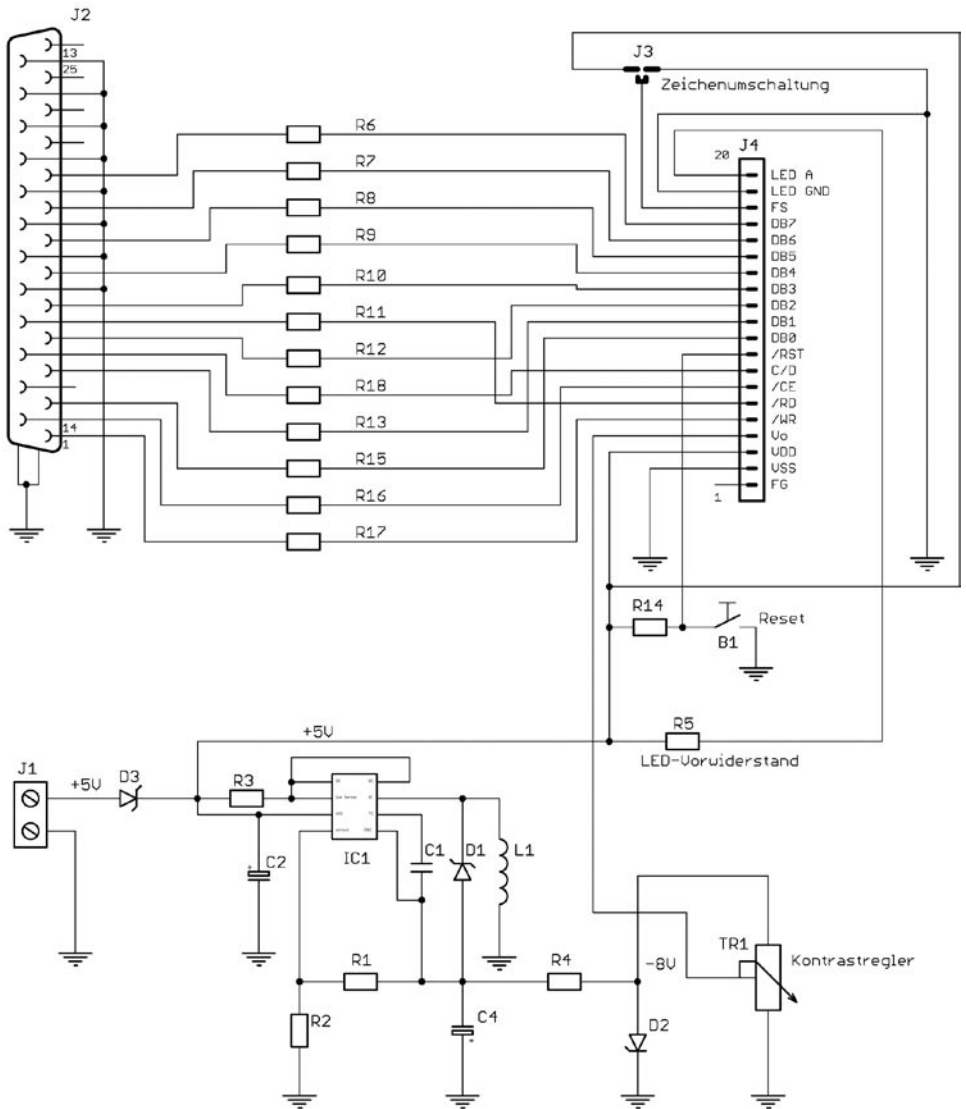 J2
13
25
14
1
R6
R7
R8
R9
R10
R11
R12
R18
R13
R15
R16
R17
J3
Zeichenumschaltung
J4
20
LED A
LED GND
FS
DB7
DB6
DB5
DB4
DB3
DB2
DB1
DB0
/RST
C/D
/CE
/RD
/WR
Vo
VDD
VSS
FG
1
R14
Reset
B1
+5V
R5
LED-Vorwiderstand
J1
+5V
D3
R3
C2
IC1
C1
D1
L1
R1
R4
-8V
TR1
Kontrastregler
R2
C4
+
D2